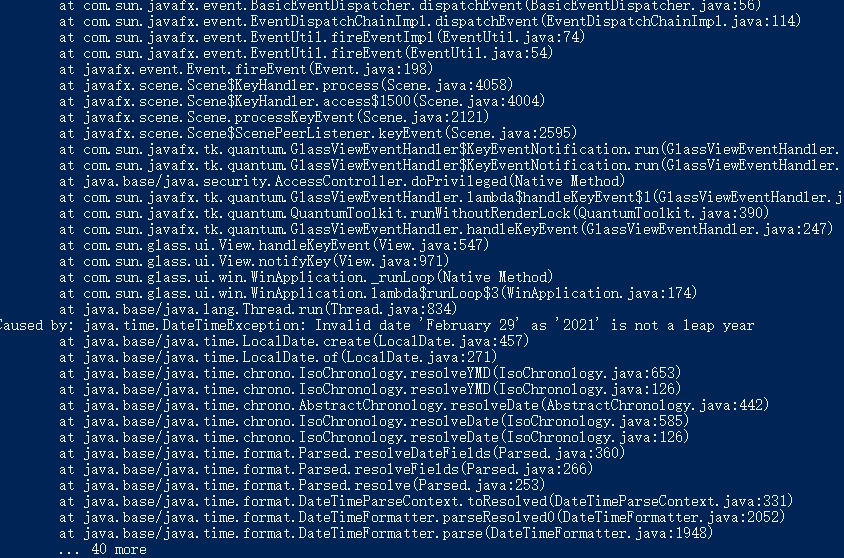 at com.sun.javafx.event.BasicEventDispatcher.dispatchEvent(BasicEventDispatcher.java:56)
at com.sun.javafx.event.EventDispatchChainImpl.dispatchEvent(EventDispatchChainImpl.java:114)
at com.sun.javafx.event.EventUtil.fireEventImpl(EventUtil.java:74)
at com.sun.javafx.event.EventUtil.fireEvent(EventUtil.java:54)
at javafx.event.Event.fireEvent(Event.java:198)
at javafx.scene.Scene$KeyHandler.process(Scene.java:4058)
at javafx.scene.Scene$KeyHandler.access$1500(Scene.java:4004)
at javafx.scene.Scene.processKeyEvent(Scene.java:2121)
at javafx.scene.Scene$ScenePeerListener.keyEvent(Scene.java:2595)
at com.sun.javafx.tk.quantum.GlassViewEventHandler$KeyEventNotification.run(GlassViewEventHandler.
at com.sun.javafx.tk.quantum.GlassViewEventHandler$KeyEventNotification.run(GlassViewEventHandler.
at java.base/java.security.AccessController.doPrivileged(Native Method)
at com.sun.javafx.tk.quantum.GlassViewEventHandler.lambda$handleKeyEvent$1(GlassViewEventHandler.j
at com.sun.javafx.tk.quantum.QuantumToolkit.runWithoutRenderLock(QuantumToolkit.java:390)
at com.sun.javafx.tk.quantum.GlassViewEventHandler.handleKeyEvent(GlassViewEventHandler.java:247)
at com.sun.glass.ui.View.handleKeyEvent(View.java:547)
at com.sun.glass.ui.View.notifyKey(View.java:971)
at com.sun.glass.ui.win.WinApplication._runLoop(Native Method)
at com.sun.glass.ui.win.WinApplication.lambda$runLoop$3(WinApplication.java:174)
at java.base/java.lang.Thread.run(Thread.java:834)
Caused by: java.time.DateTimeException: Invalid date 'February 29' as '2021' is not a leap year
at java.base/java.time.LocalDate.create(LocalDate.java:457)
at java.base/java.time.LocalDate.of(LocalDate.java:271)
at java.base/java.time.chrono.IsoChronology.resolveYMD(IsoChronology.java:653)
at java.base/java.time.chrono.IsoChronology.resolveYMD(IsoChronology.java:126)
at java.base/java.time.chrono.AbstractChronology.resolveDate(AbstractChronology.java:442)
at java.base/java.time.chrono.IsoChronology.resolveDate(IsoChronology.java:585)
at java.base/java.time.chrono.IsoChronology.resolveDate(IsoChronology.java:126)
at java.base/java.time.format.Parsed.resolveDateFields(Parsed.java:360)
at java.base/java.time.format.Parsed.resolveFields(Parsed.java:266)
at java.base/java.time.format.Parsed.resolve(Parsed.java:253)
at java.base/java.time.format.DateTimeParseContext.toResolved(DateTimeParseContext.java:331)
at java.base/java.time.format.DateTimeFormatter.parseResolved0(DateTimeFormatter.java:2052)
at java.base/java.time.format.DateTimeFormatter.parse(DateTimeFormatter.java:1948)
... 40 more